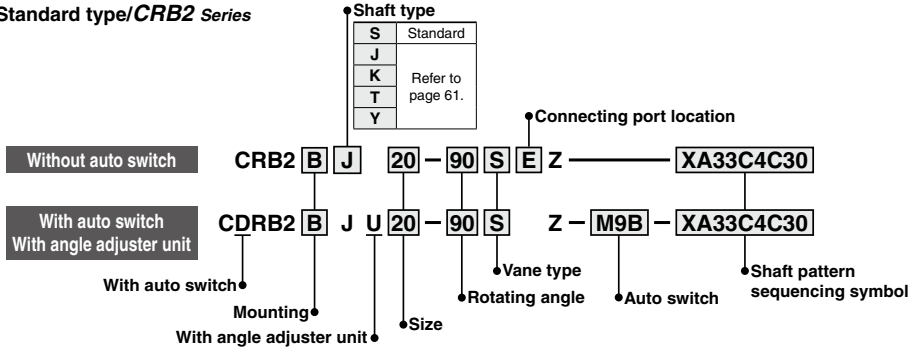 Standard type/CRB2 Series
Shaft type
S Standard
J
K
T
Y
Refer to
page 61.
Connecting port location
Without auto switch
CRB2 B J 20 - 90 S E Z - XA33C4C30
With auto switch
With angle adjuster unit
CDRB2 B J U 20 - 90 S Z - M9B - XA33C4C30
With auto switch
Mounting
With angle adjuster unit
Size
Rotating angle
Vane type
Auto switch
Shaft pattern
sequencing symbol